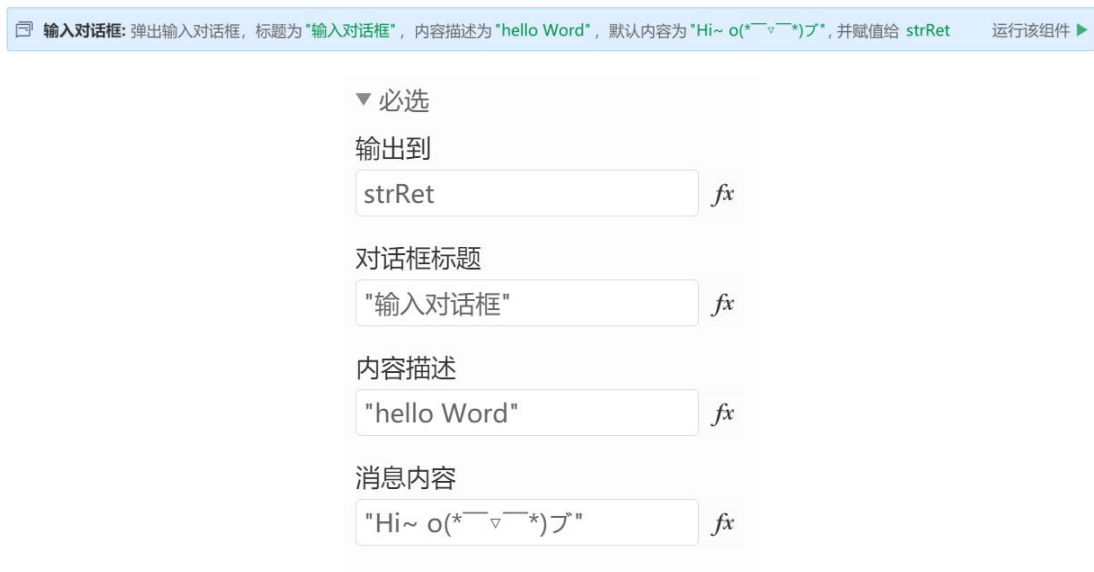 输入对话框: 弹出输入对话框，标题为"输入对话框"，内容描述为"hello Word"，默认内容为"Hi~ o(*￣▽￣*)ブ", 并赋值给 strRet 运行该组件
必选
输出到
strRet fx
对话框标题
"输入对话框" fx
内容描述
"hello Word" fx
消息内容
"Hi~ o(*￣▽￣*)ブ" fx